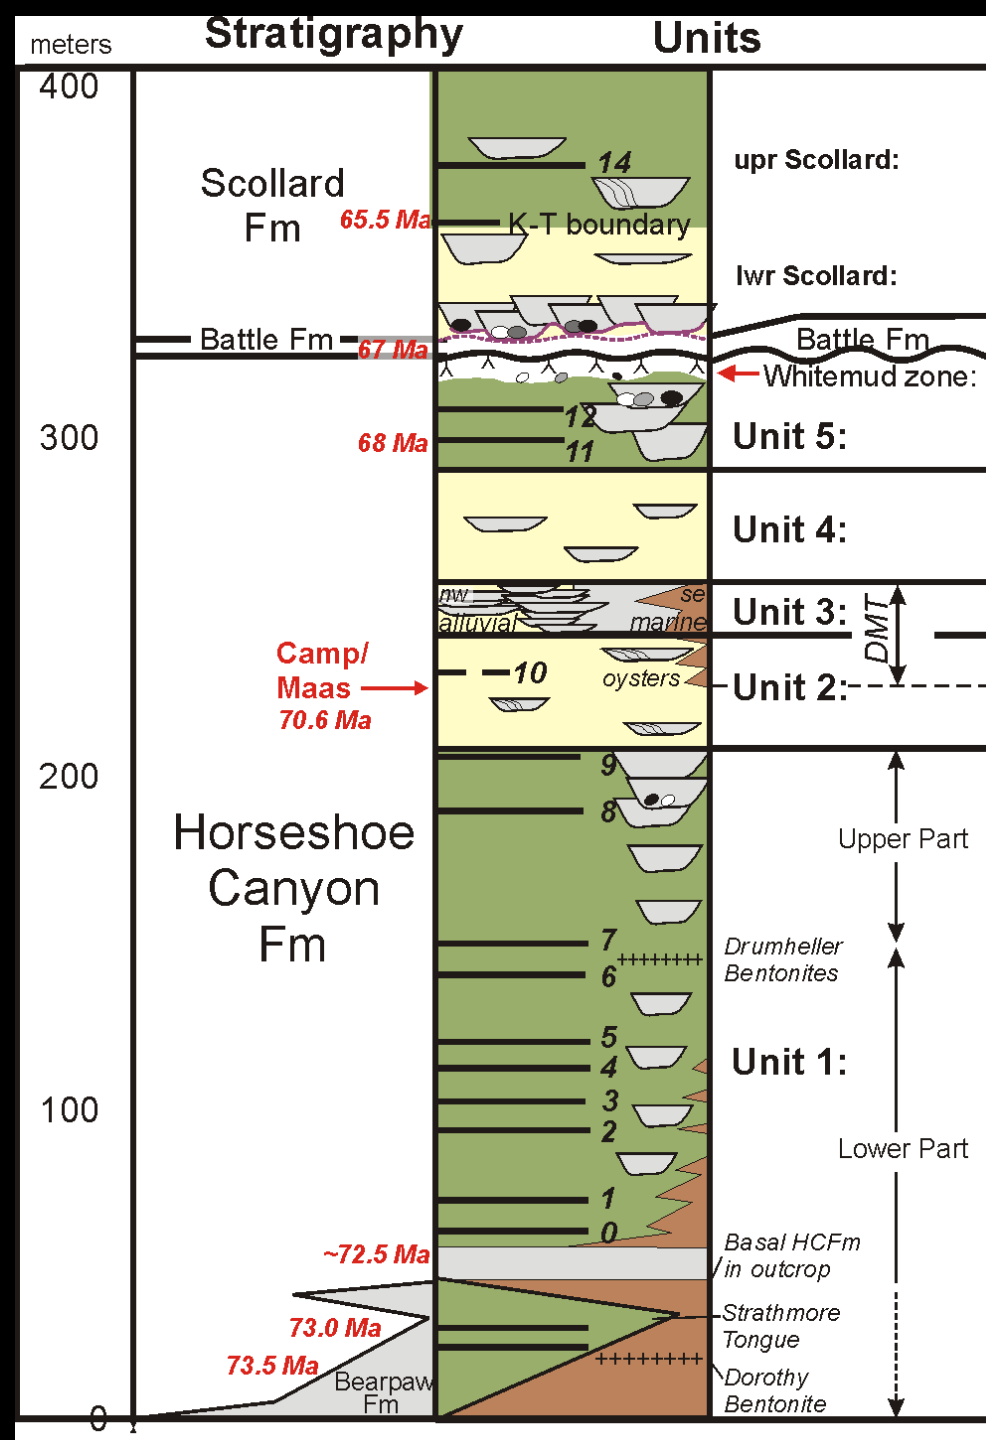 meters
Stratigraphy
Units
400
Scollard
Fm
14
upr Scollard:
65.5 Ma
K-T boundary
lwr Scollard:
Battle Fm
Battle Fm
67 Ma
Whitemud zone:
12
300
68 Ma
11
Unit 5:
Unit 4:
nw
se
alluvial
marine
Unit 3:
DMT
Camp/
Maas
70.6 Ma
10
oysters
Unit 2:
9
200
8
Horseshoe
Canyon
Fm
Upper Part
7
Drumheller
Bentonites
6
5
4
Unit 1:
3
100
2
Lower Part
1
0
~72.5 Ma
Basal HCFm
in outcrop
73.0 Ma
Strathmore
Tongue
73.5 Ma
Bearpaw
Fm
Dorothy
Bentonite
0